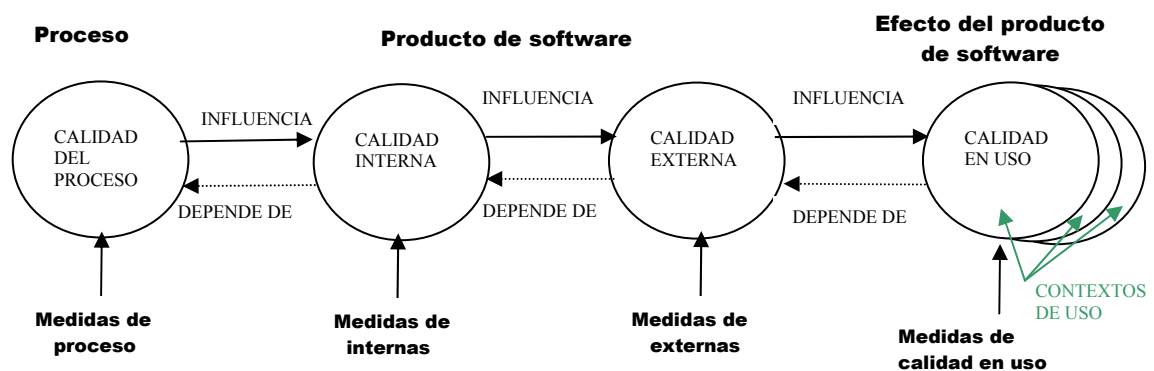 Proceso
Producto de software
Efecto del producto
de software
CALIDAD
DEL
PROCESO
INFLUENCIA
DEPENDE DE
CALIDAD
INTERNA
INFLUENCIA
DEPENDE DE
CALIDAD
EXTERNA
INFLUENCIA
DEPENDE DE
CALIDAD
EN USO
CONTEXTOS
DE USO
Medidas de
proceso
Medidas de
internas
Medidas de
externas
Medidas de
calidad en uso